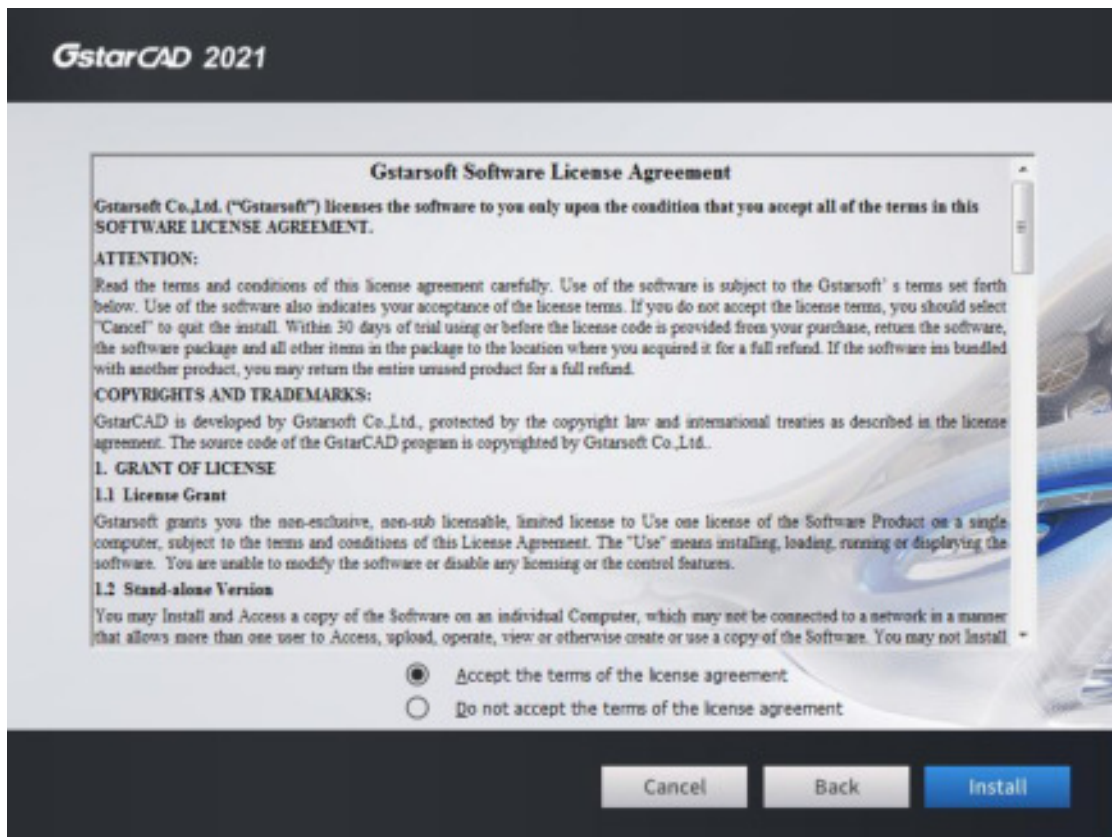 GstarCAD 2021
Gstarsoft Software License Agreement
Gstarsoft Co.,Ltd. ("Gstarsoft") licenses the software to you only upon the condition that you accept all of the terms in this
SOFTWARE LICENSE AGREEMENT.
ATTENTION:
Read the terms and conditions of this license agreement carefully. Use of the software is subject to the Gstarsoft' s terms set forth
below. Use of the software also indicates your acceptance of the license terms. If you do not accept the license terms, you should select
"Cancel" to quit the install. Within 30 days of trial using or before the license code is provided from your purchase, return the software,
the software package and all other items in the package to the location where you acquired it for a full refund. If the software ins bundled
with another product, you may return the entire unused product for a full refund.
COPYRIGHTS AND TRADEMARKS:
GstarCAD is developed by Gstarsoft Co.,Ltd., protected by the copyright law and international treaties as described in the license
agreement. The source code of the GstarCAD program is copyrighted by Gstarsoft Co.,Ltd..
1. GRANT OF LICENSE
1.1 License Grant
Gstarsoft grants you the non-exclusive, non-sub licensable, limited license to Use one license of the Software Product on a single
computer, subject to the terms and conditions of this License Agreement. The "Use" means installing, loading, running or displaying the
software. You are unable to modify the software or disable any licensing or the control features.
1.2 Stand-alone Version
You may Install and Access a copy of the Software on an individual Computer, which may not be connected to a network in a manner
that allows more than one user to Access, upload, operate, view or otherwise create or use a copy of the Software. You may not Install
Accept the terms of the license agreement
Do not accept the terms of the license agreement
Cancel Back Install